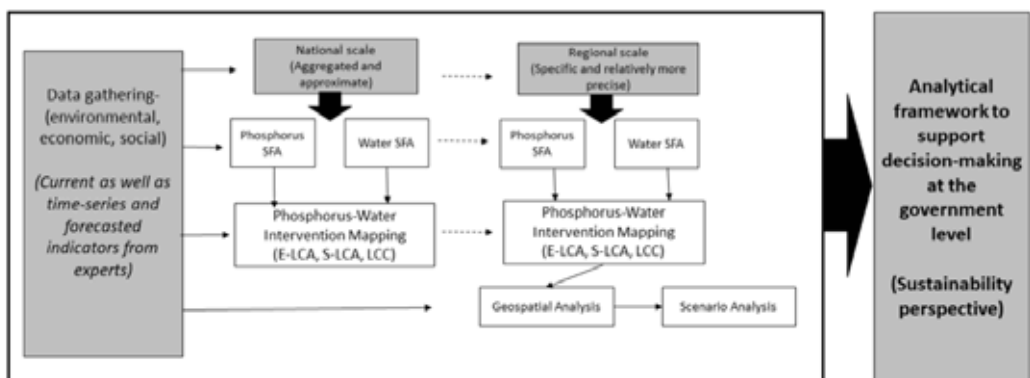 Data gathering-
(environmental,
economic, social)
(Current as well as
time-series and
forecasted
indicators from
experts)
National scale
(Aggregated and
approximate)
Phosphorus
SFA
Water SFA
Phosphorus-Water
Intervention Mapping
(E-LCA, S-LCA, LCC)
Regional scale
(Specific and relatively more
precise)
Phosphorus
SFA
Water SFA
Phosphorus-Water
Intervention Mapping
(E-LCA, S-LCA, LCC)
Geospatial Analysis
Scenario Analysis
Analytical
framework to
support
decision-making
at the
government
level
(Sustainability
perspective)